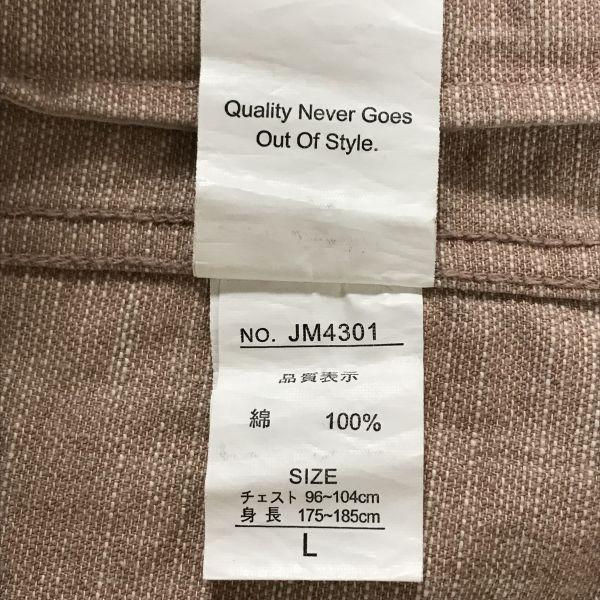 Quality Never Goes
Out Of Style.
NO. JM4301
品質表示
綿 100%
SIZE
チェスト 96~104cm
身長 175~185cm
L